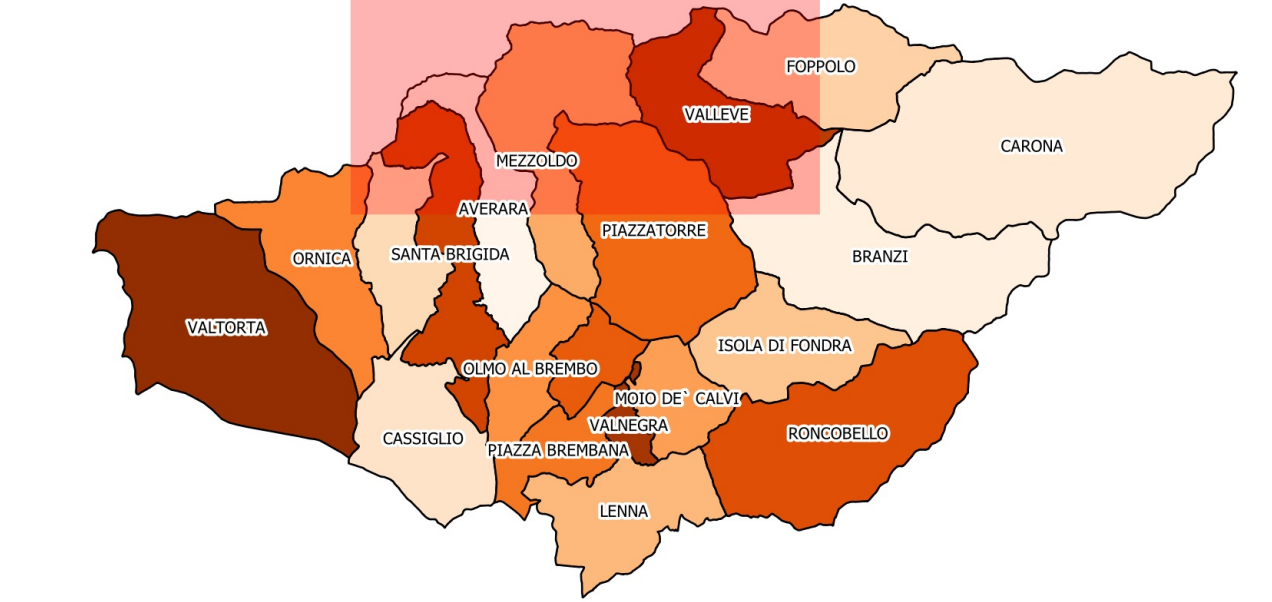 FOPPOLO
VALLEVE
CARONA
MEZZOLDO
AVERARA
PIAZZATORRE
SANTA BRIGIDA
ORNICA
BRANZI
VALTORTA
ISOLA DI FONDRA
OLMO AL BREMBO
MOIO DE` CALVI
VALNEGRA
RONCOBELLO
CASSIGLIO
PIAZZA BREMBANA
LENNA